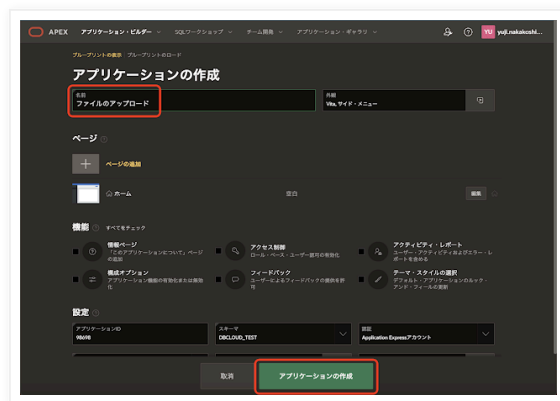 APEX アプリケーション・ビルダー SQLワークショップ チーム開発 アプリケーション・ギャラリ YU yuji.nakakoshi...
ブループリントの表示 ブループリントのロード
アプリケーションの作成
名前 外観
ファイルのアップロード Vita, サイド・メニュー
ページ
ページの追加
ホーム 空白 編集
機能 すべてをチェック
情報ページ アクセス制御 アクティビティ・レポート
「このアプリケーションについて」ページの追加 ロール・ベース・ユーザー認可の有効化 ユーザー・アクティビティおよびエラー・レポートを含める
構成オプション フィードバック テーマ・スタイルの選択
アプリケーション機能の有効化または無効化 ユーザーによるフィードバックの提供を許可 デフォルト・アプリケーションのルック・アンド・フィールの更新
設定
アプリケーションID スキーマ 認証
98698 DBCLOUD_TEST Application Expressアカウント
取消 アプリケーションの作成